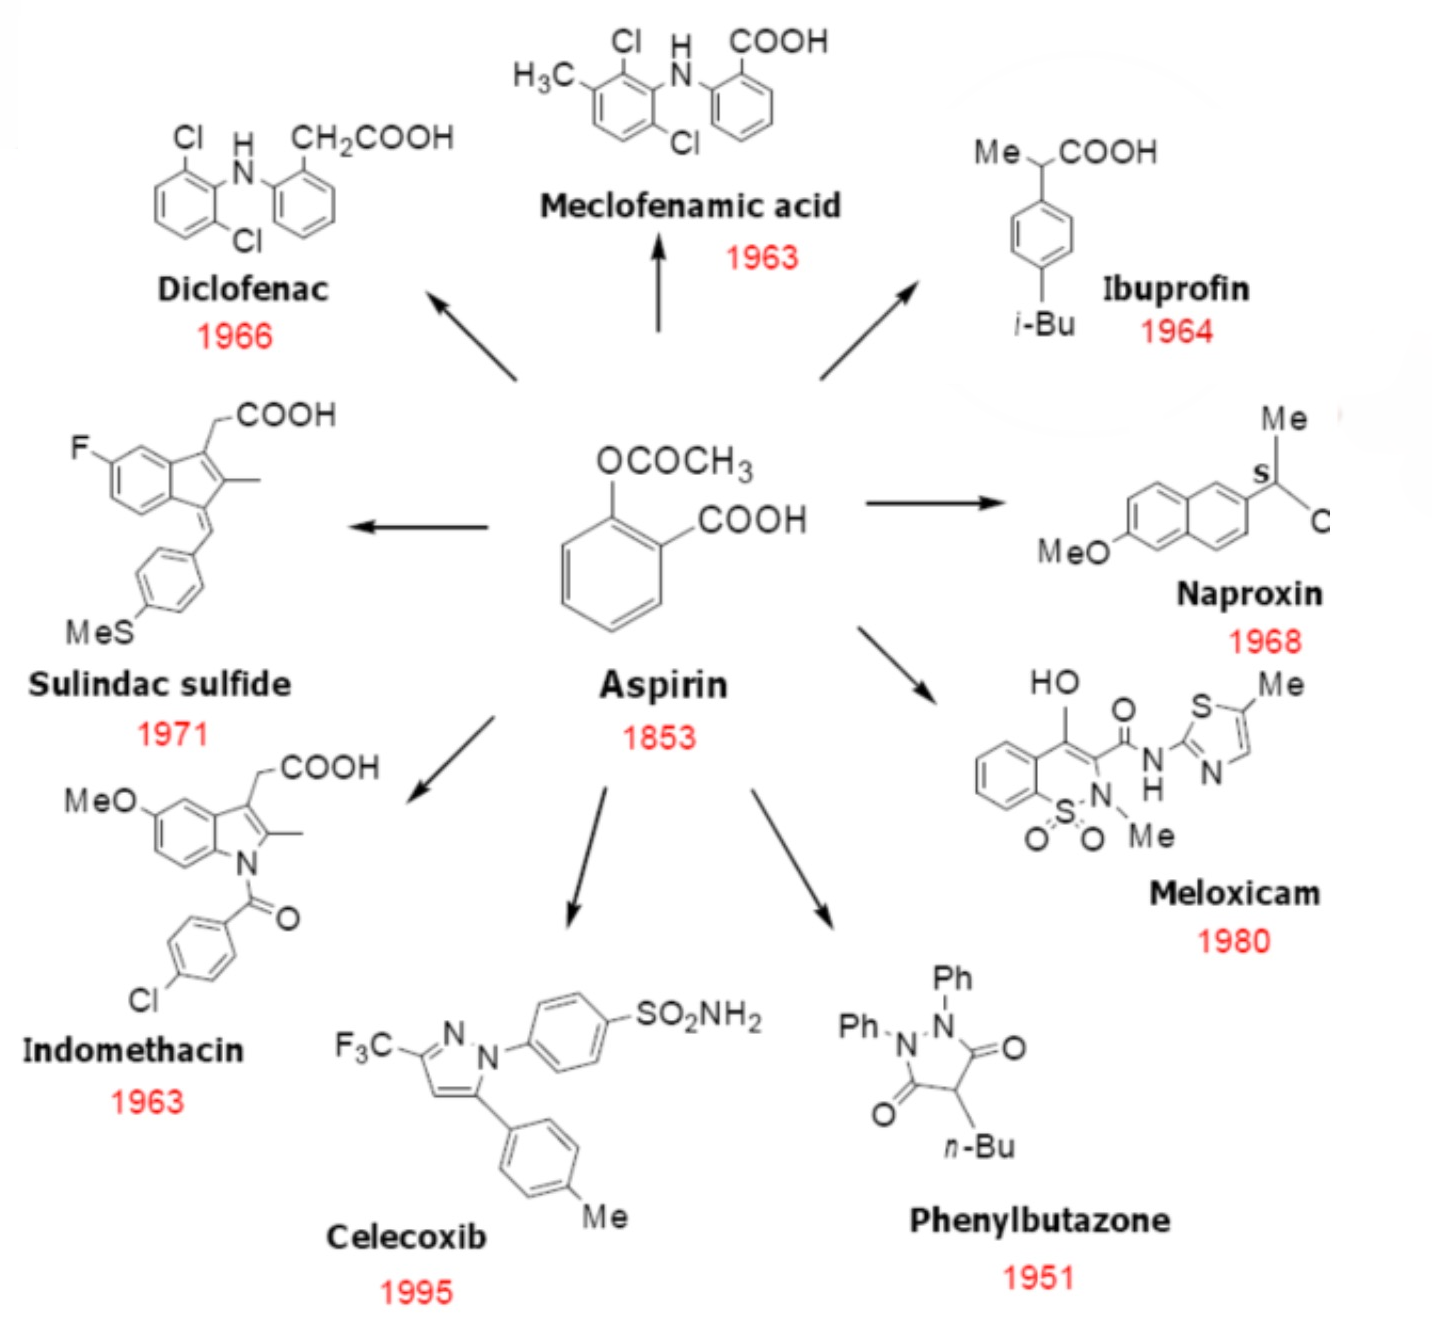 Cl
H
N
COOH
H₃C
Cl
Meclofenamic acid
1963
Cl
H
N
CH₂COOH
Cl
Diclofenac
1966
Me
COOH
i-Bu
Ibuprofin
1964
COOH
F
MeS
Sulindac sulfide
1971
OCOCH₃
COOH
Aspirin
1853
Me
S
C
MeO
Naproxin
1968
HO
O
S
Me
N
H
N
S
N
O
O
Me
Meloxicam
1980
COOH
MeO
N
O
Cl
Indomethacin
1963
SO₂NH₂
F₃C
N
N
Me
Celecoxib
1995
Ph
Ph
N
N
O
O
n-Bu
Phenylbutazone
1951